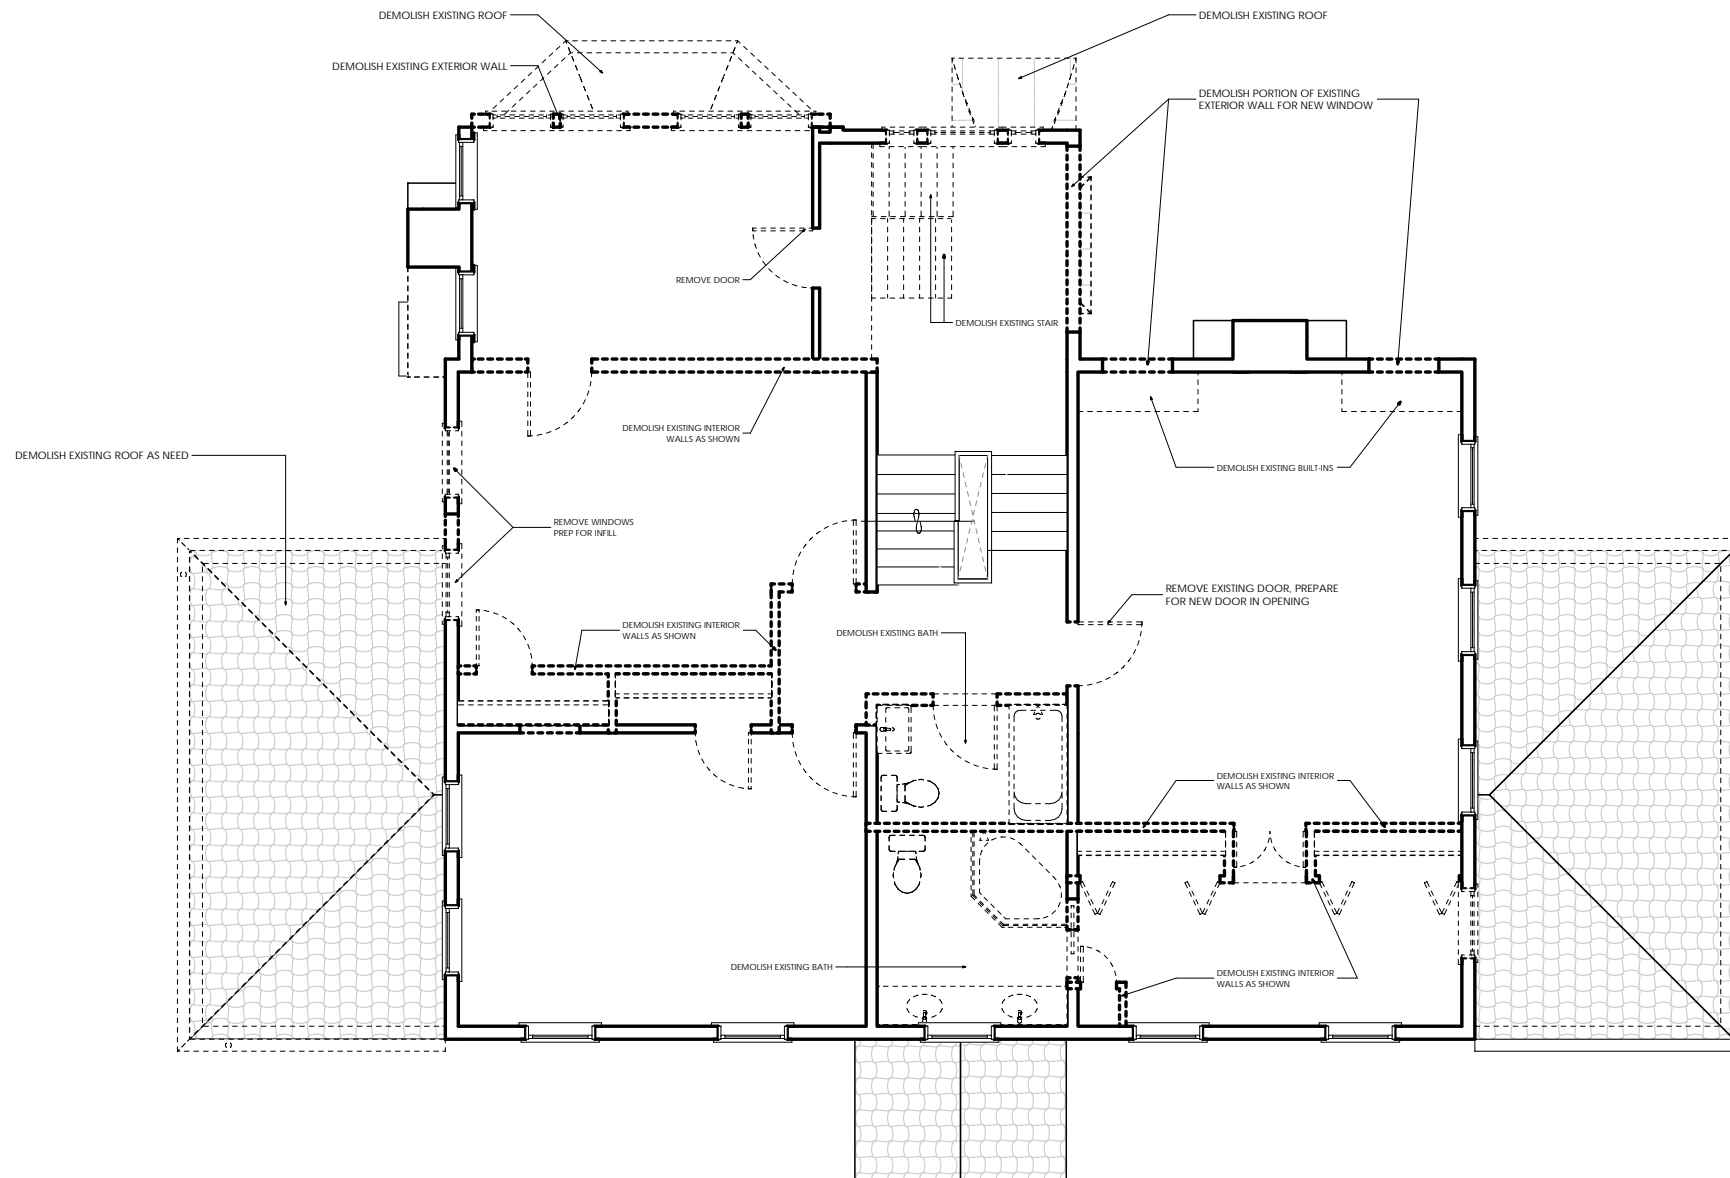 DEMOLISH EXISTING ROOF
DEMOLISH EXISTING ROOF
DEMOLISH EXISTING EXTERIOR WALL
DEMOLISH PORTION OF EXISTING
EXTERIOR WALL FOR NEW WINDOW
REMOVE DOOR
DEMOLISH EXISTING STAIR
DEMOLISH EXISTING INTERIOR
WALLS AS SHOWN
DEMOLISH EXISTING ROOF AS NEED
DEMOLISH EXISTING BUILT-INS
REMOVE WINDOWS
PREP FOR INFILL
REMOVE EXISTING DOOR, PREPARE
FOR NEW DOOR IN OPENING
DEMOLISH EXISTING INTERIOR
WALLS AS SHOWN
DEMOLISH EXISTING BATH
DEMOLISH EXISTING INTERIOR
WALLS AS SHOWN
DEMOLISH EXISTING BATH
DEMOLISH EXISTING INTERIOR
WALLS AS SHOWN